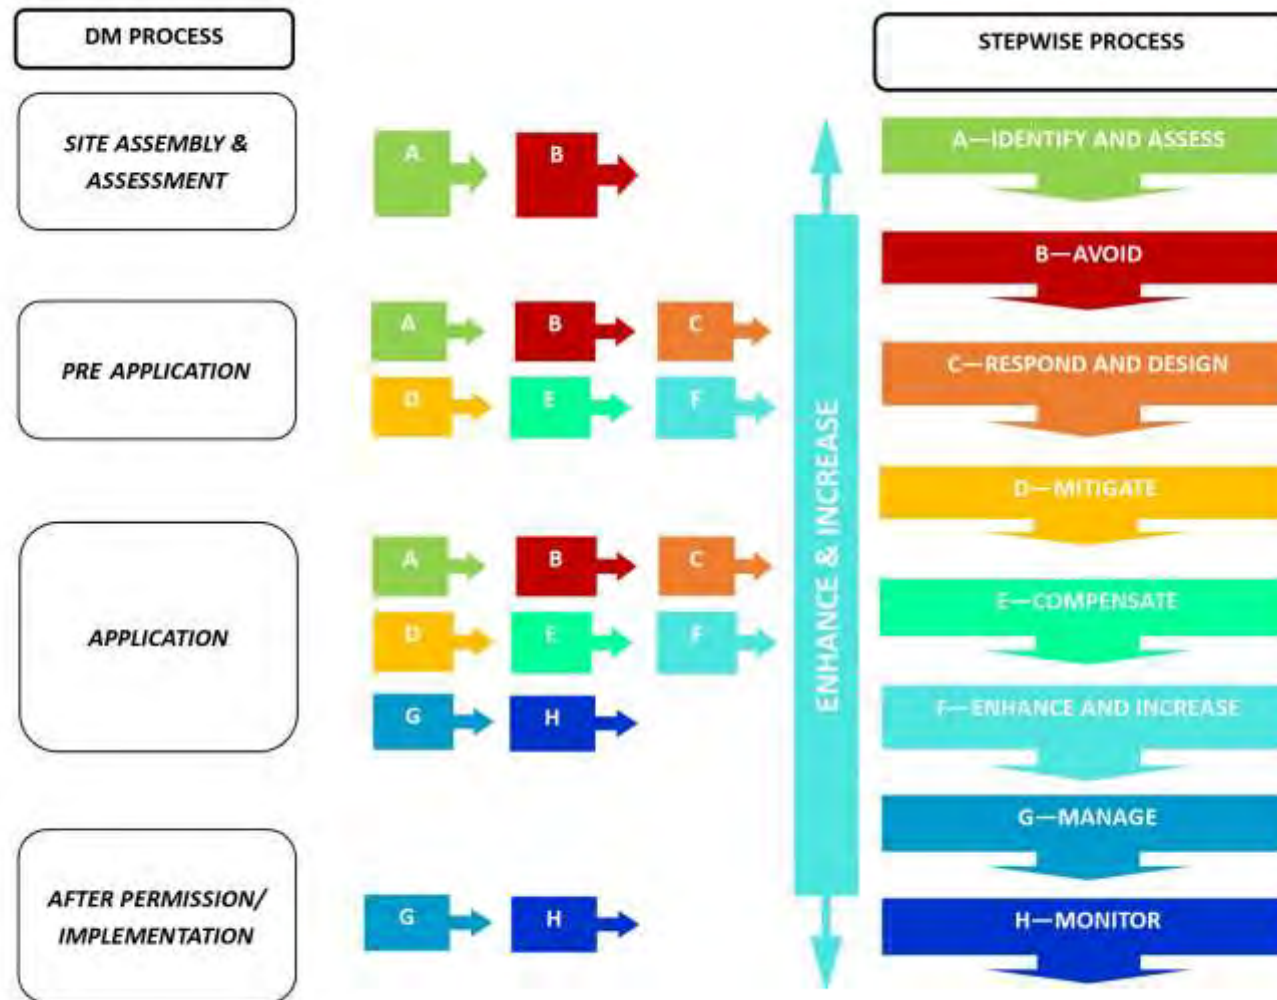 DM PROCESS
STEPWISE PROCESS
SITE ASSEMBLY &
ASSESSMENT
A
B
A—IDENTIFY AND ASSESS
B—AVOID
PRE APPLICATION
A
B
C
D
E
F
C—RESPOND AND DESIGN
D—MITIGATE
ENHANCE & INCREASE
APPLICATION
A
B
C
D
E
F
G
H
E—COMPENSATE
F—ENHANCE AND INCREASE
G—MANAGE
AFTER PERMISSION/
IMPLEMENTATION
G
H
H—MONITOR